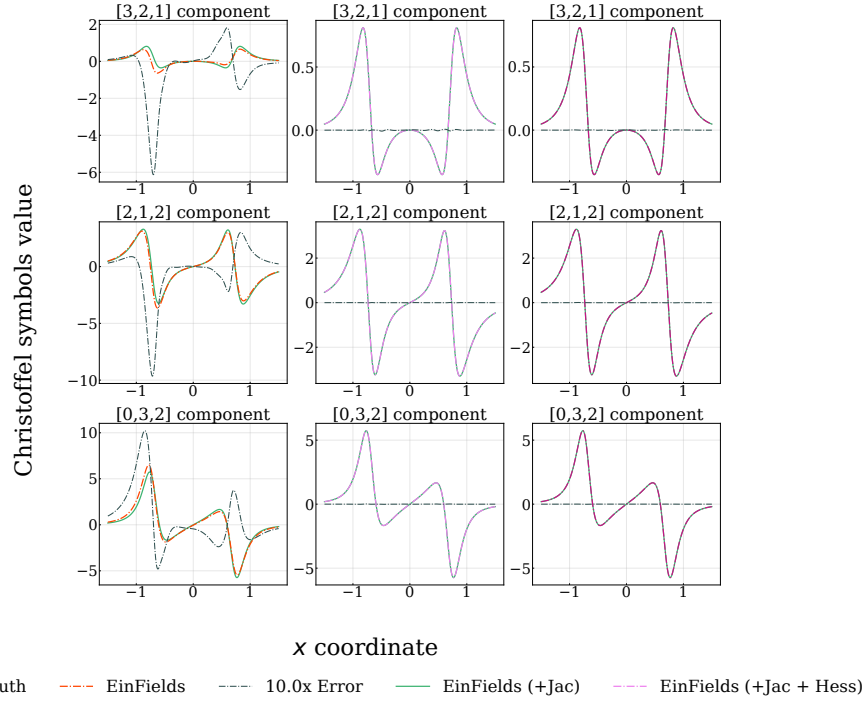 [3,2,1] component [3,2,1] component [3,2,1] component
2
0
−2
−4
−6
−1 0 1
0.5
0.0
−1 0 1
0.5
0.0
−1 0 1
[2,1,2] component [2,1,2] component [2,1,2] component
0
−5
−10
−1 0 1
2
0
−2
−1 0 1
2
0
−2
−1 0 1
[0,3,2] component [0,3,2] component [0,3,2] component
10
5
0
−5
−1 0 1
5
0
−5
−1 0 1
5
0
−5
−1 0 1
Christoffel symbols value
x coordinate
uth EinFields 10.0x Error EinFields (+Jac) EinFields (+Jac + Hess)